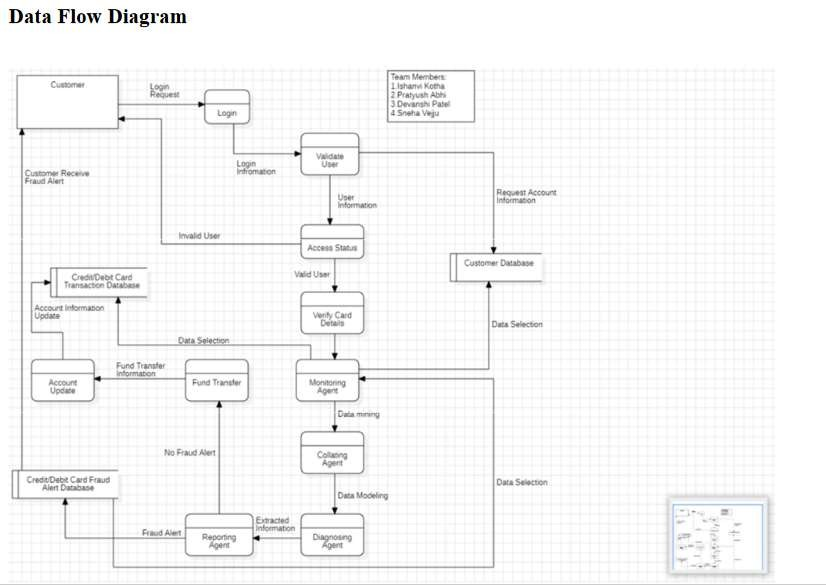 Data Flow Diagram
Customer
Login
Request
Login
Team Members:
1.Ishanvi Kotha
2.Pratyush Abhi
3.Devanshi Patel
4.Sneha Vejju
Validate
User
Login
Infromation
Customer Receive
Fraud Alert
User
Information
Request Account
Information
Invalid User
Access Status
Customer Database
Valid User
Credit/Debit Card
Transaction Database
Account Information
Update
Verify Card
Details
Data Selection
Data Selection
Fund Transfer
Information
Account
Update
Fund Transfer
Monitoring
Agent
Data mining
No Fraud Alert
Collating
Agent
Credit/Debit Card Fraud
Alert Database
Data Selection
Data Modeling
Extracted
Information
Fraud Alert
Reporting
Agent
Diagnosing
Agent